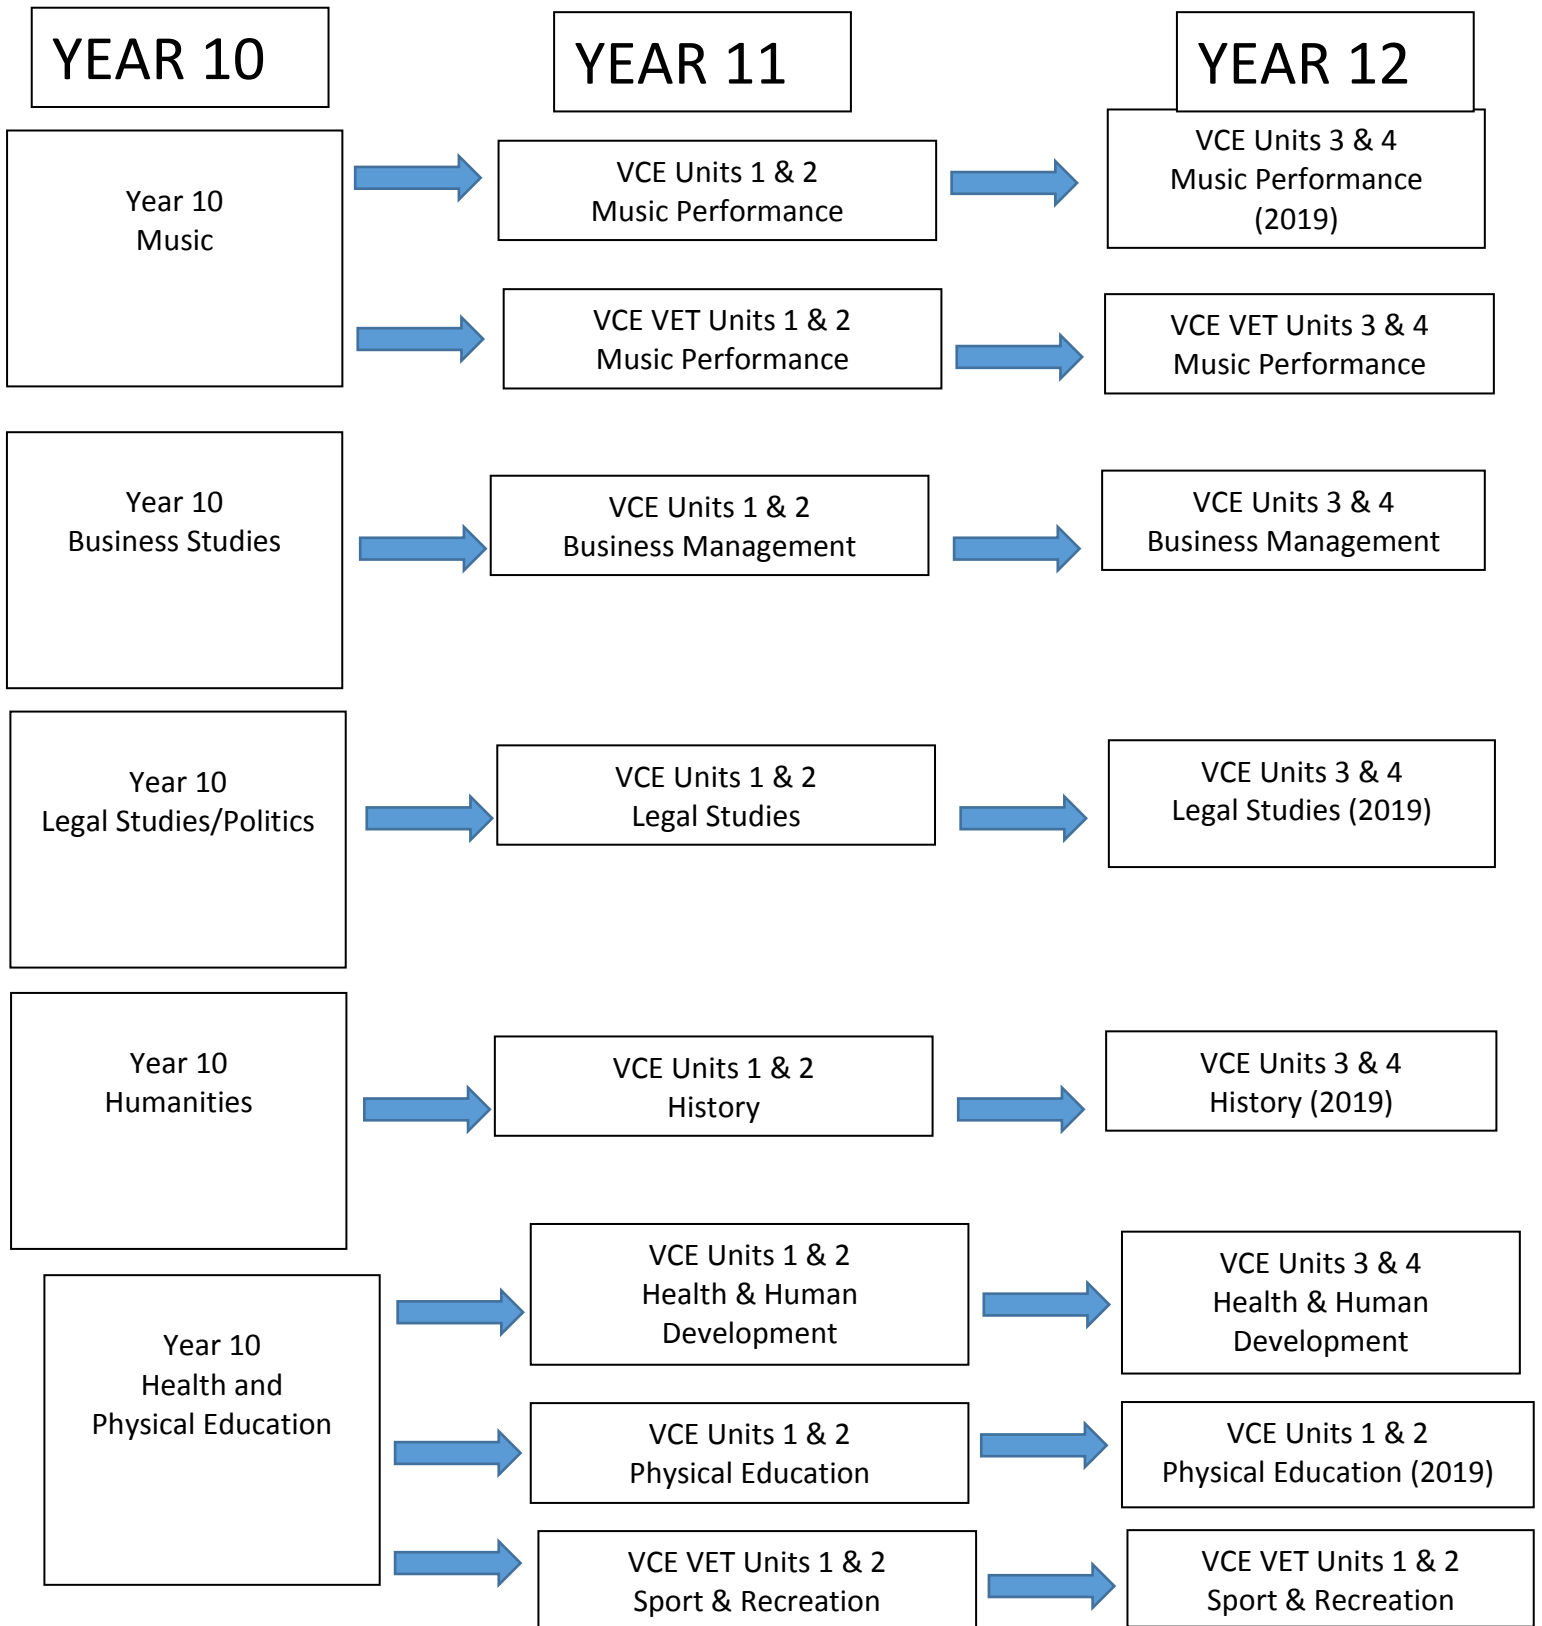 YEAR 10
YEAR 11
YEAR 12
Year 10
Music
VCE Units 1 & 2
Music Performance
VCE Units 3 & 4
Music Performance
(2019)
VCE VET Units 1 & 2
Music Performance
VCE VET Units 3 & 4
Music Performance
Year 10
Business Studies
VCE Units 1 & 2
Business Management
VCE Units 3 & 4
Business Management
Year 10
Legal Studies/Politics
VCE Units 1 & 2
Legal Studies
VCE Units 3 & 4
Legal Studies (2019)
Year 10
Humanities
VCE Units 1 & 2
History
VCE Units 3 & 4
History (2019)
Year 10
Health and
Physical Education
VCE Units 1 & 2
Health & Human
Development
VCE Units 3 & 4
Health & Human
Development
VCE Units 1 & 2
Physical Education
VCE Units 1 & 2
Physical Education (2019)
VCE VET Units 1 & 2
Sport & Recreation
VCE VET Units 1 & 2
Sport & Recreation